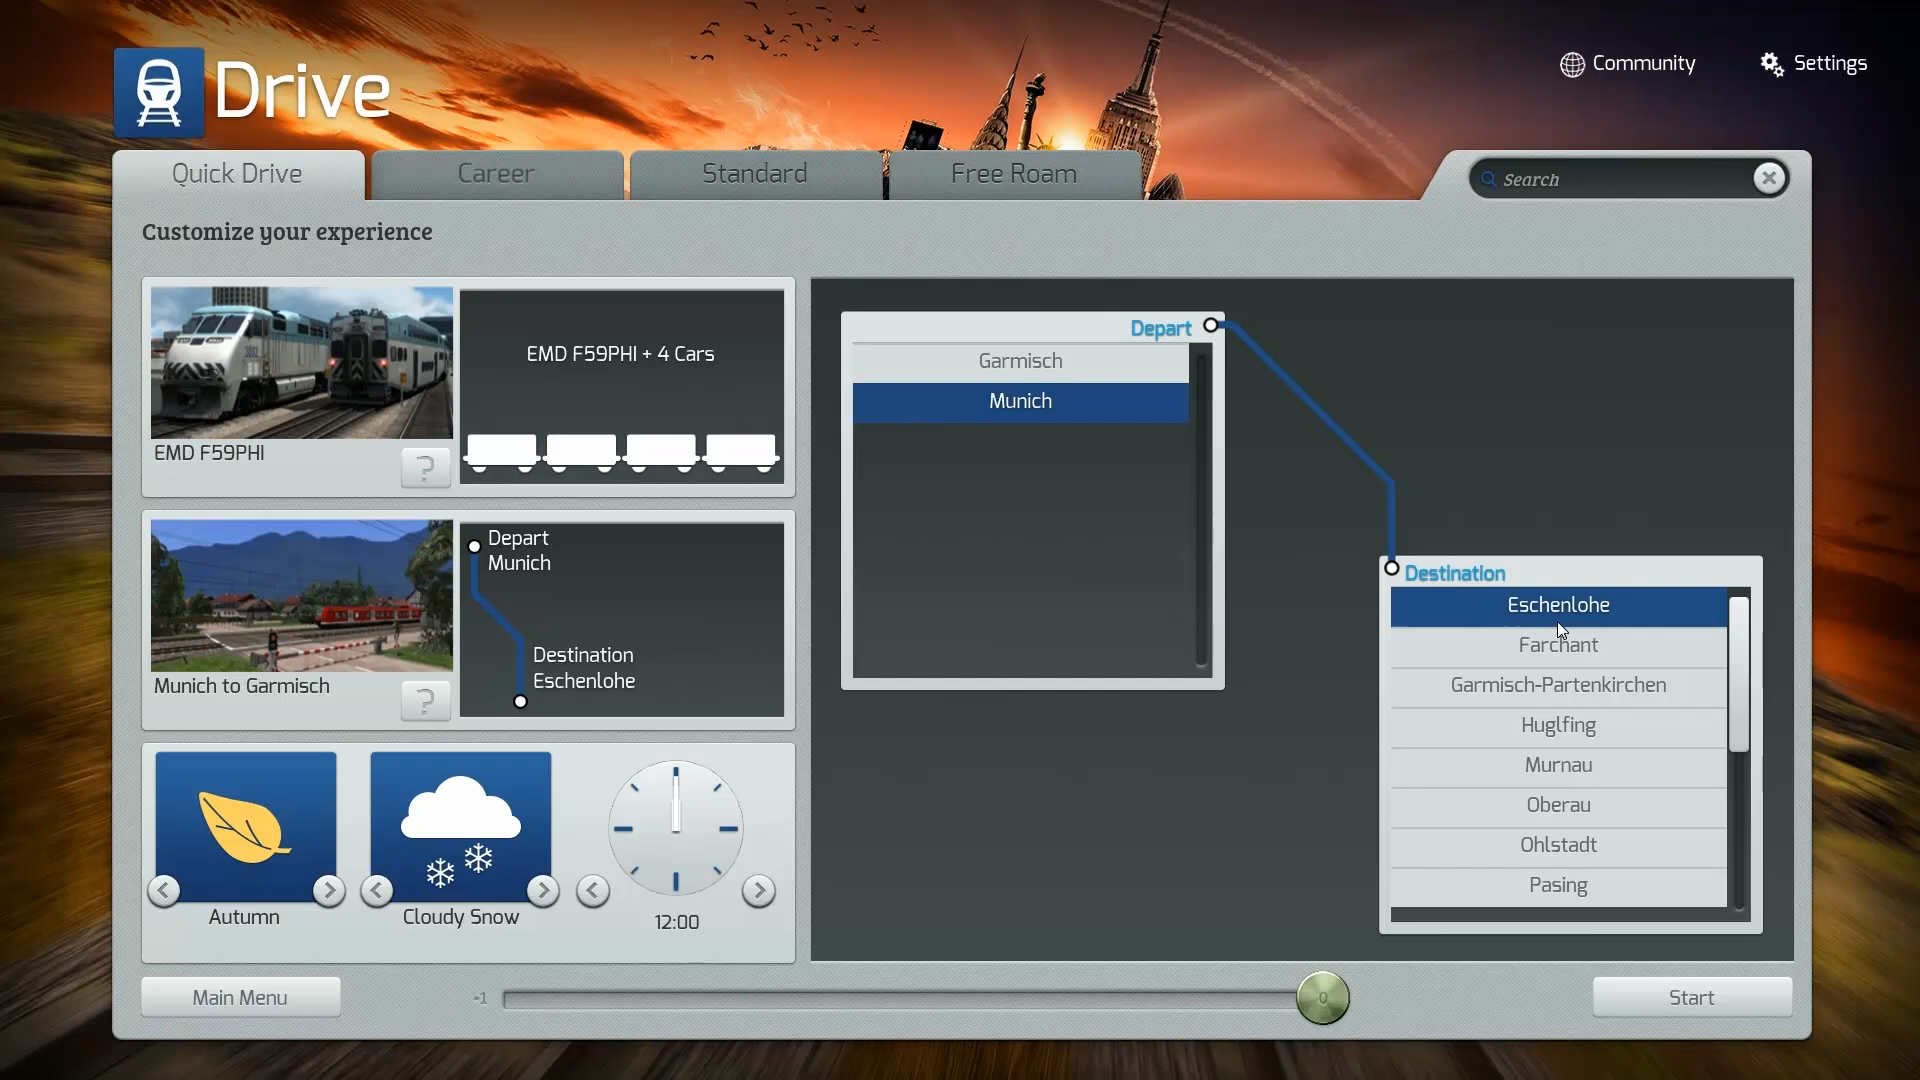 Drive
Community
Settings
Quick Drive
Career
Standard
Free Roam
Search
Customize your experience
EMD F59PHI + 4 Cars
EMD F59PHI
?
Depart
Munich
Destination
Eschenlohe
Munich to Garmisch
?
Autumn
Cloudy Snow
12:00
Depart
Garmisch
Munich
Destination
Eschenlohe
Farchant
Garmisch-Partenkirchen
Huglfing
Murnau
Oberau
Ohlstadt
Pasing
Main Menu
-1
0
Start